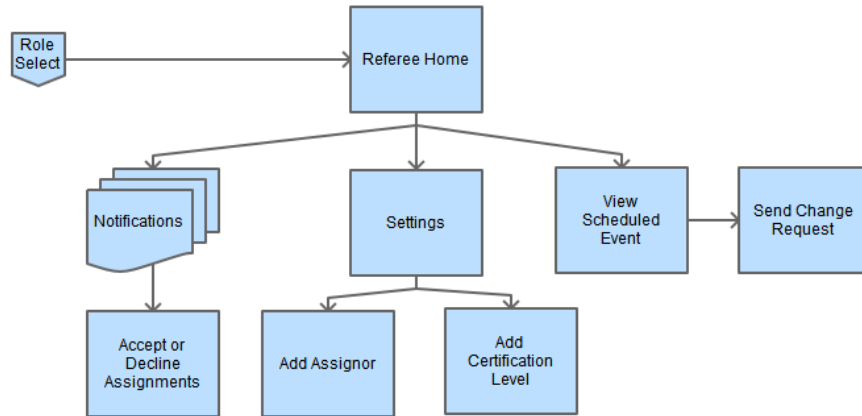 Role
Select
Referee Home
Notifications
Settings
View
Scheduled
Event
Send Change
Request
Accept or
Decline
Assignments
Add Assignor
Add
Certification
Level